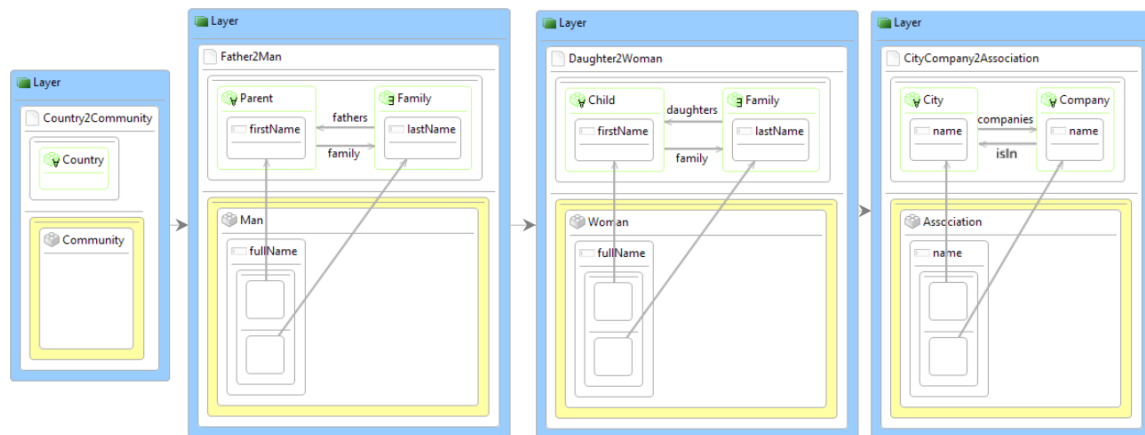 Layer
Country2Community
Country
Community
Layer
Father2Man
Parent
firstName
fathers
family
Family
lastName
Man
fullName
Layer
Daughter2Woman
Child
firstName
daughters
family
Family
lastName
Woman
fullName
Layer
CityCompany2Association
City
name
companies
isIn
Company
name
Association
name